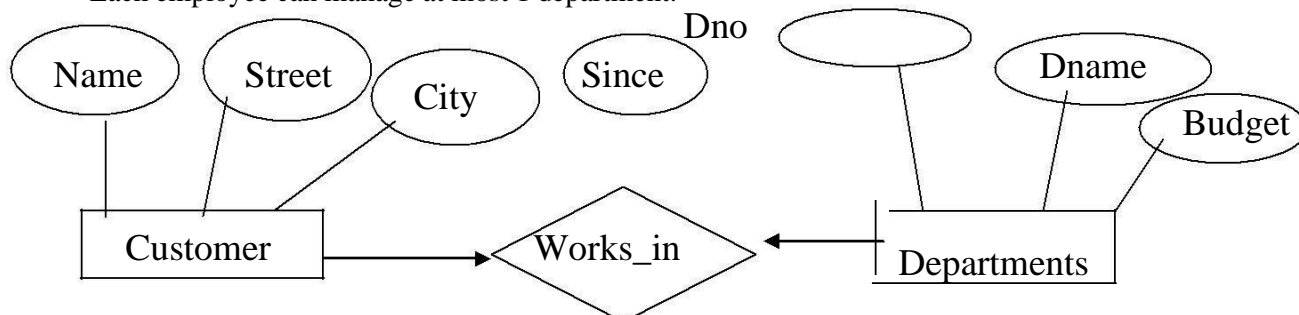 Each employee can manage at most 1 department.
Dno
Name
Street
City
Since
Dname
Budget
Customer
Works_in
Departments